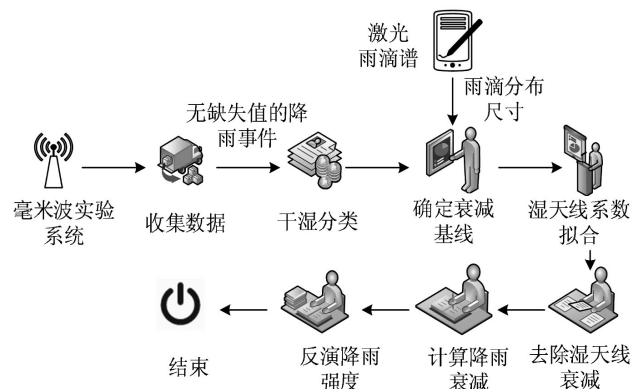 激光
雨滴谱
雨滴分布
尺寸
无缺失值的降
雨事件
毫米波实验
系统
收集数据
干湿分类
确定衰减
基线
湿天线系数
拟合
结束
反演降雨
强度
计算降雨
衰减
去除湿天线
衰减